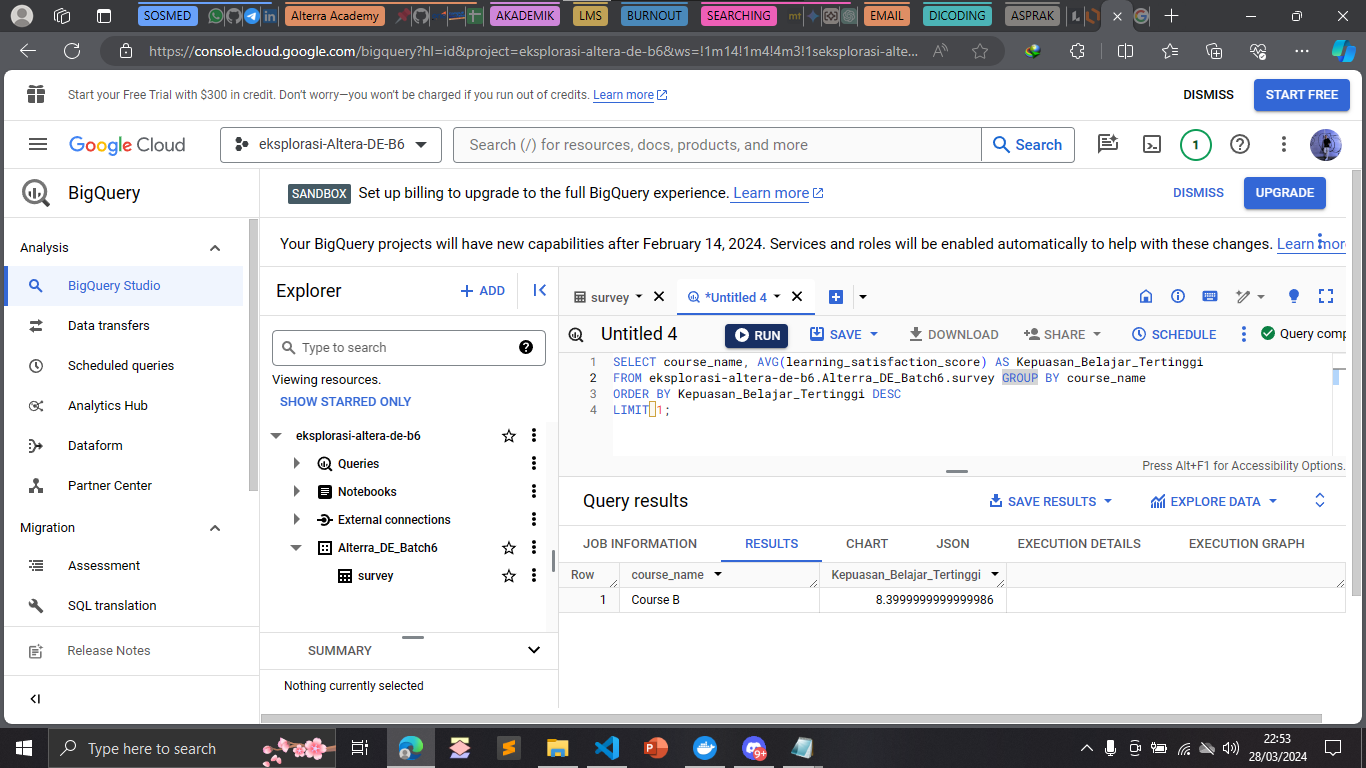 SOSMED
Alterra Academy
AKADEMIK
LMS
BURNOUT
SEARCHING
mt
EMAIL
DICODING
ASPRAK
https://console.cloud.google.com/bigquery?hl=id&project=eksplorasi-altera-de-b6&ws=!1m14!1m4!4m3!1seksplorasi-alte...
Start your Free Trial with $300 in credit. Don't worry—you won't be charged if you run out of credits. Learn more
DISMISS
START FREE
Google Cloud
eksplorasi-Altera-DE-B6
Search (/) for resources, docs, products, and more
Search
1
BigQuery
SANDBOX Set up billing to upgrade to the full BigQuery experience. Learn more
DISMISS
UPGRADE
Your BigQuery projects will have new capabilities after February 14, 2024. Services and roles will be enabled automatically to help with these changes. Learn more
Analysis
BigQuery Studio
Data transfers
Scheduled queries
Analytics Hub
Dataform
Partner Center
Migration
Assessment
SQL translation
Release Notes
Explorer
ADD
Type to search
Viewing resources.
SHOW STARRED ONLY
eksplorasi-altera-de-b6
Queries
Notebooks
External connections
Alterra_DE_Batch6
survey
SUMMARY
Nothing currently selected
survey
*Untitled 4
Untitled 4
RUN
SAVE
DOWNLOAD
SHARE
SCHEDULE
Query comp
1 SELECT course_name, AVG(learning_satisfaction_score) AS Kepuasan_Belajar_Tertinggi
2 FROM eksplorasi-altera-de-b6.Alterra_DE_Batch6.survey GROUP BY course_name
3 ORDER BY Kepuasan_Belajar_Tertinggi DESC
4 LIMIT 1;
Press Alt+F1 for Accessibility Options.
Query results
SAVE RESULTS
EXPLORE DATA
JOB INFORMATION
RESULTS
CHART
JSON
EXECUTION DETAILS
EXECUTION GRAPH
Row course_name Kepuasan_Belajar_Tertinggi
1 Course B 8.3999999999999986
Type here to search
9+
22:53
28/03/2024